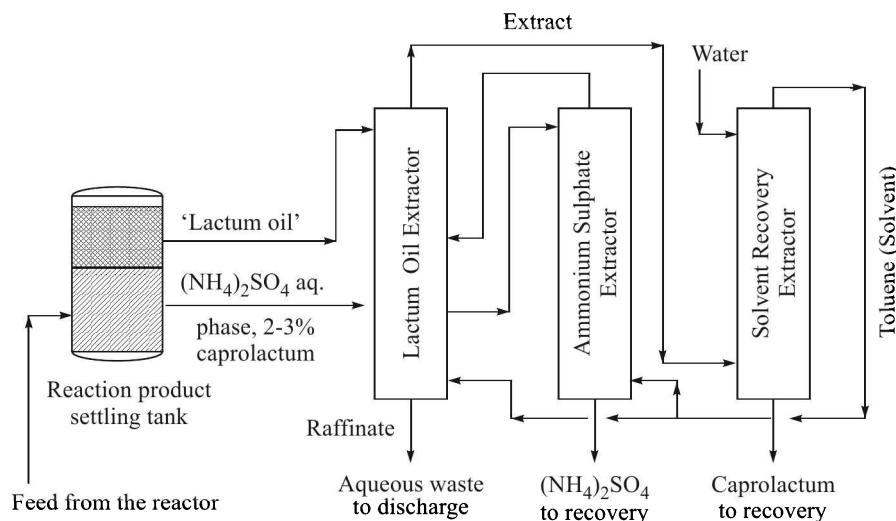 Extract
Water
'Lactum oil'
(NH4)2SO4 aq.
phase, 2-3%
caprolactum
Reaction product
settling tank
Feed from the reactor
Lactum Oil Extractor
Ammonium Sulphate
Extractor
Solvent Recovery
Extractor
Toluene (Solvent)
Raffinate
Aqueous waste
to discharge
(NH4)2SO4
to recovery
Caprolactum
to recovery